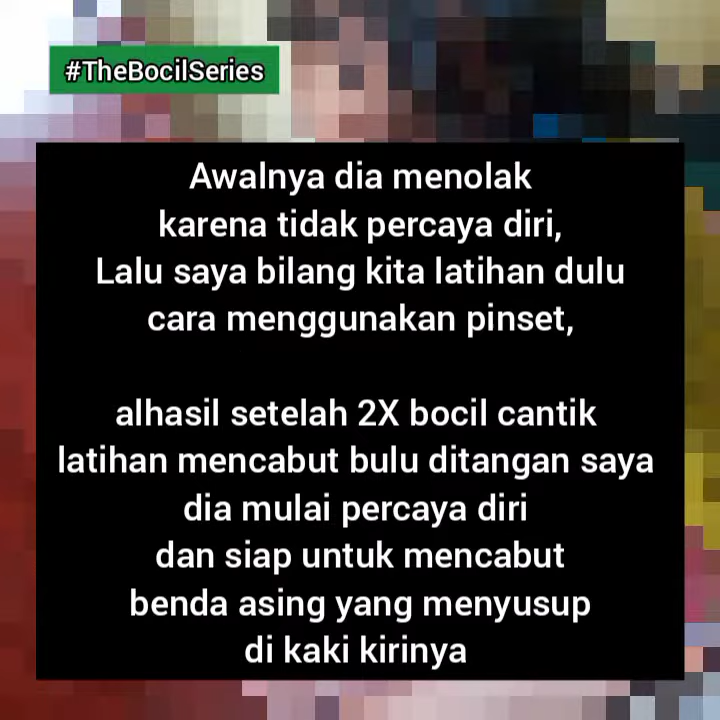 #TheBocilSeries
Awalnya dia menolak
karena tidak percaya diri,
Lalu saya bilang kita latihan dulu
cara menggunakan pinset,
alhasil setelah 2X bocil cantik
latihan mencabut bulu ditangan saya
dia mulai percaya diri
dan siap untuk mencabut
benda asing yang menyusup
di kaki kirinya